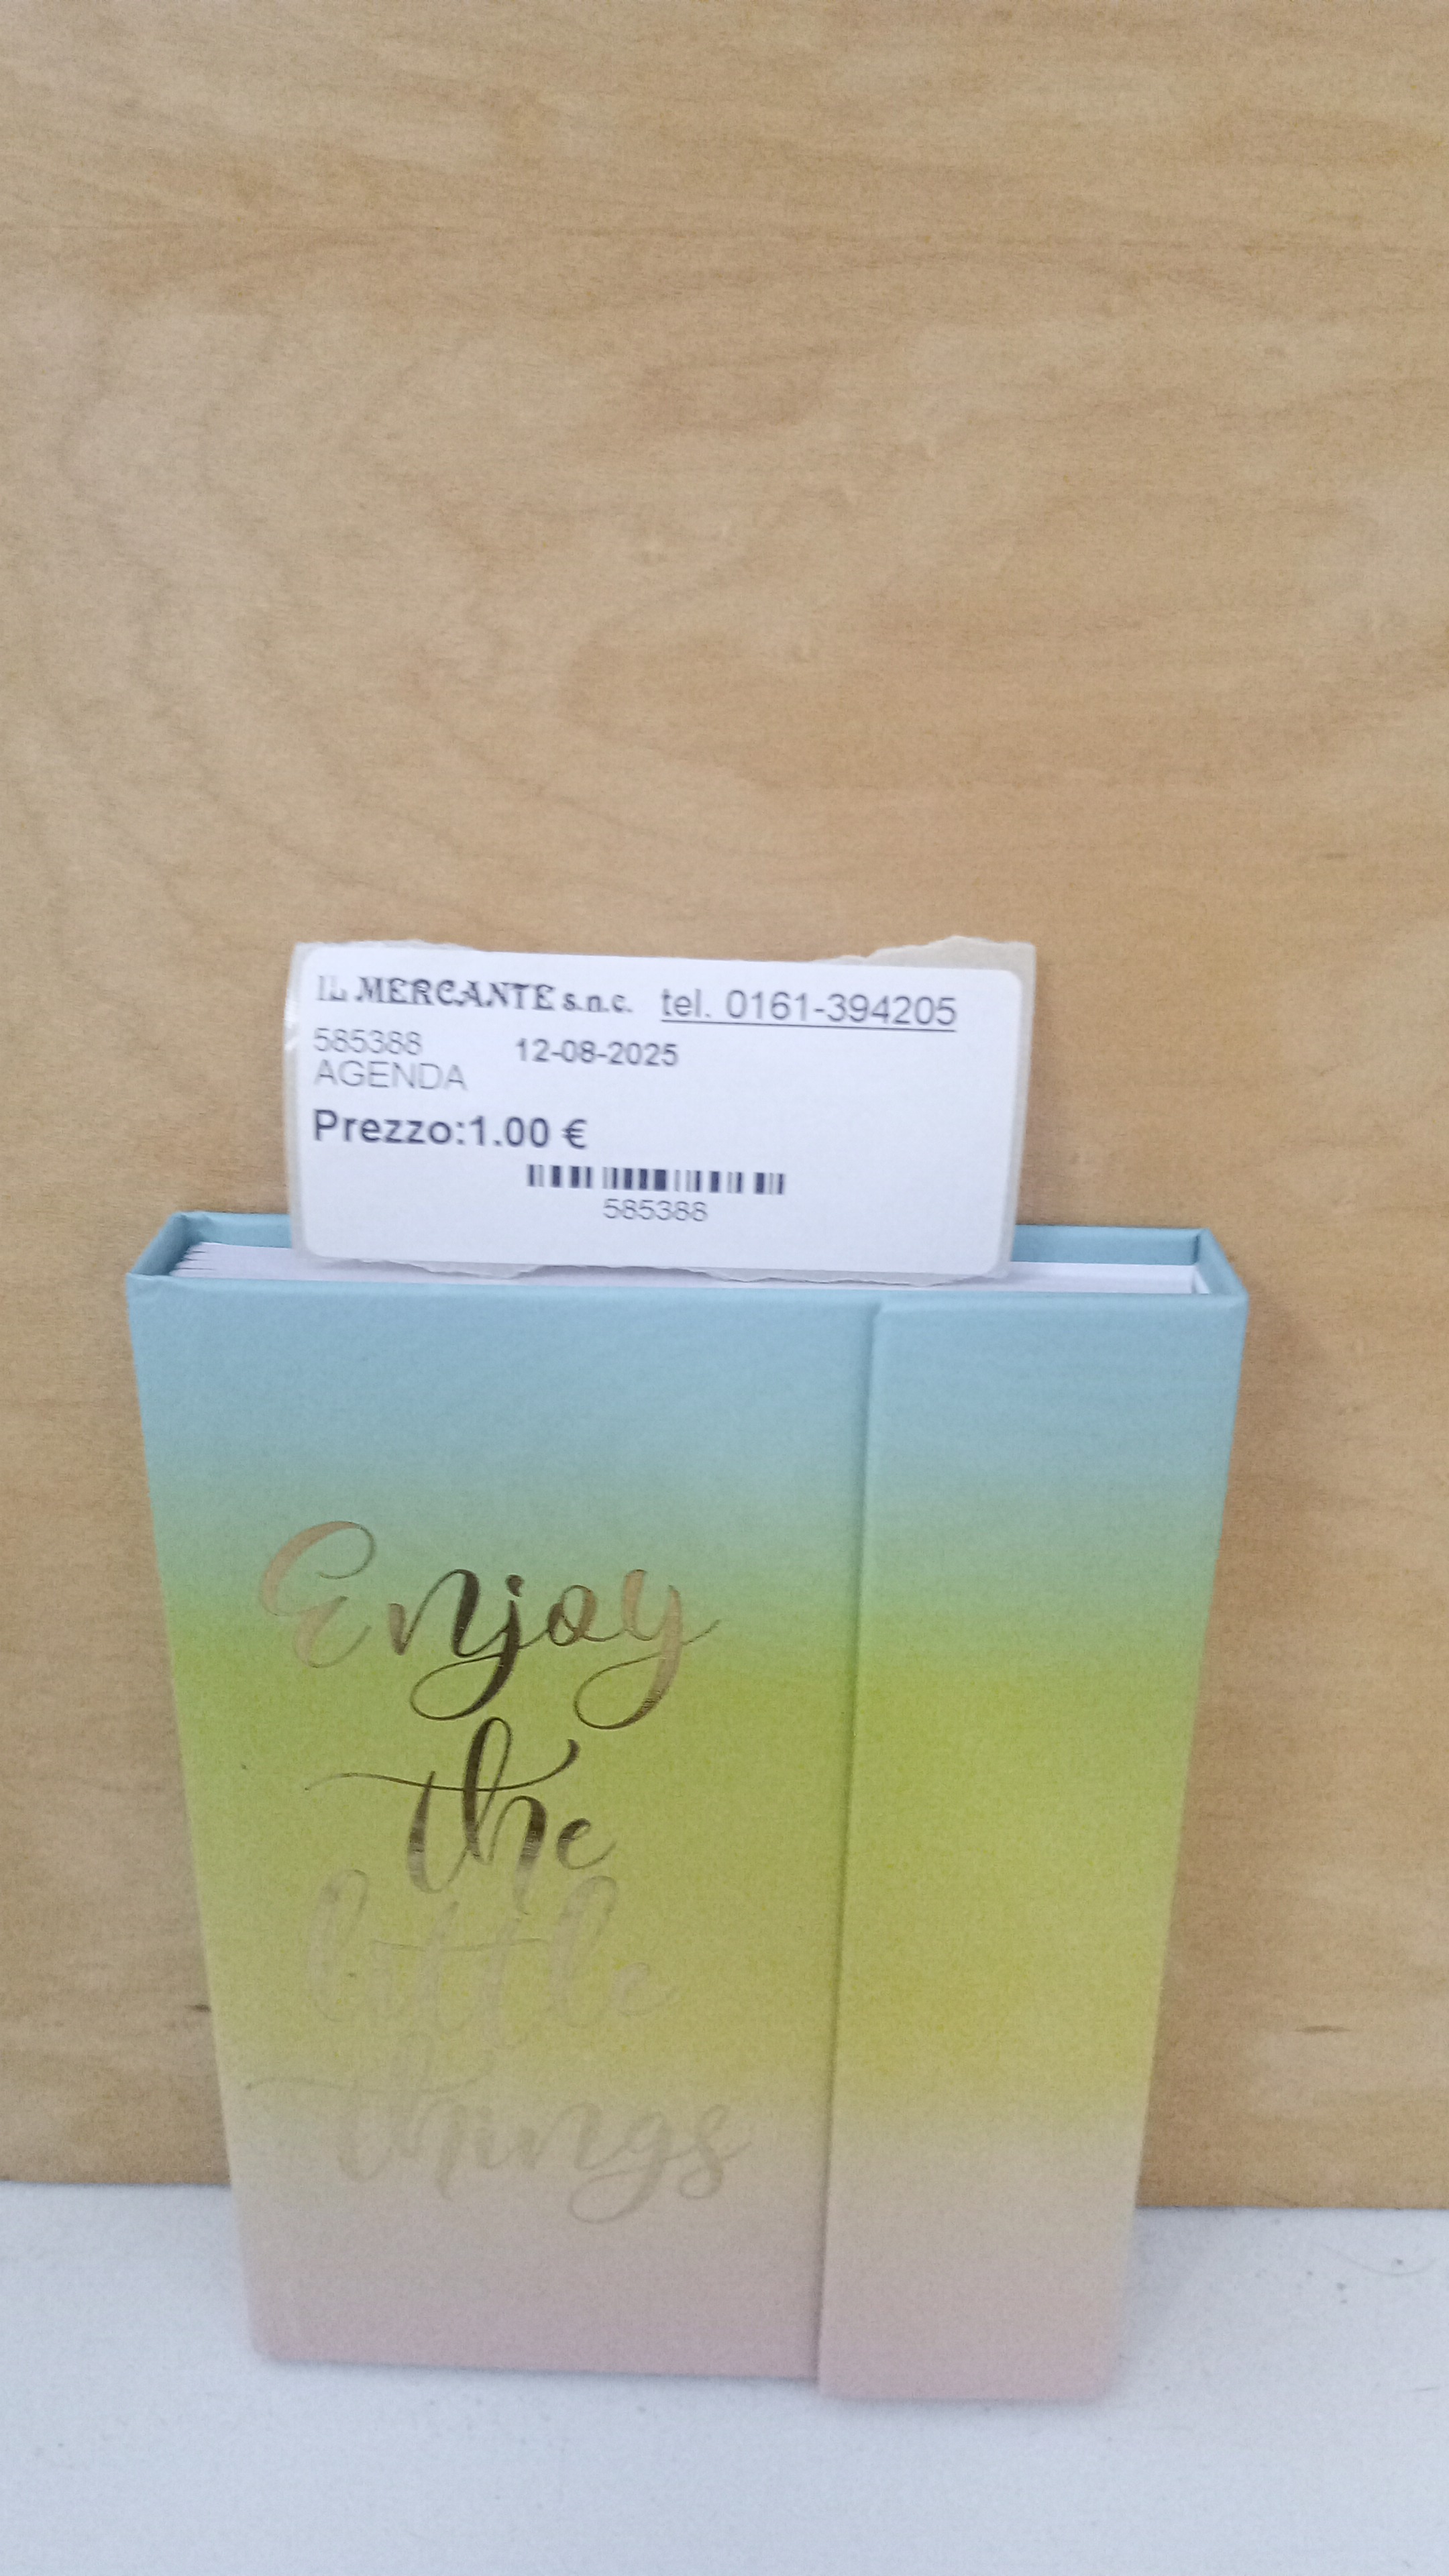 IL MERCANTE s.n.c. tel. 0161-394205
585388 12-08-2025
AGENDA
Prezzo:1.00 €
585388
Enjoy
the
little
things